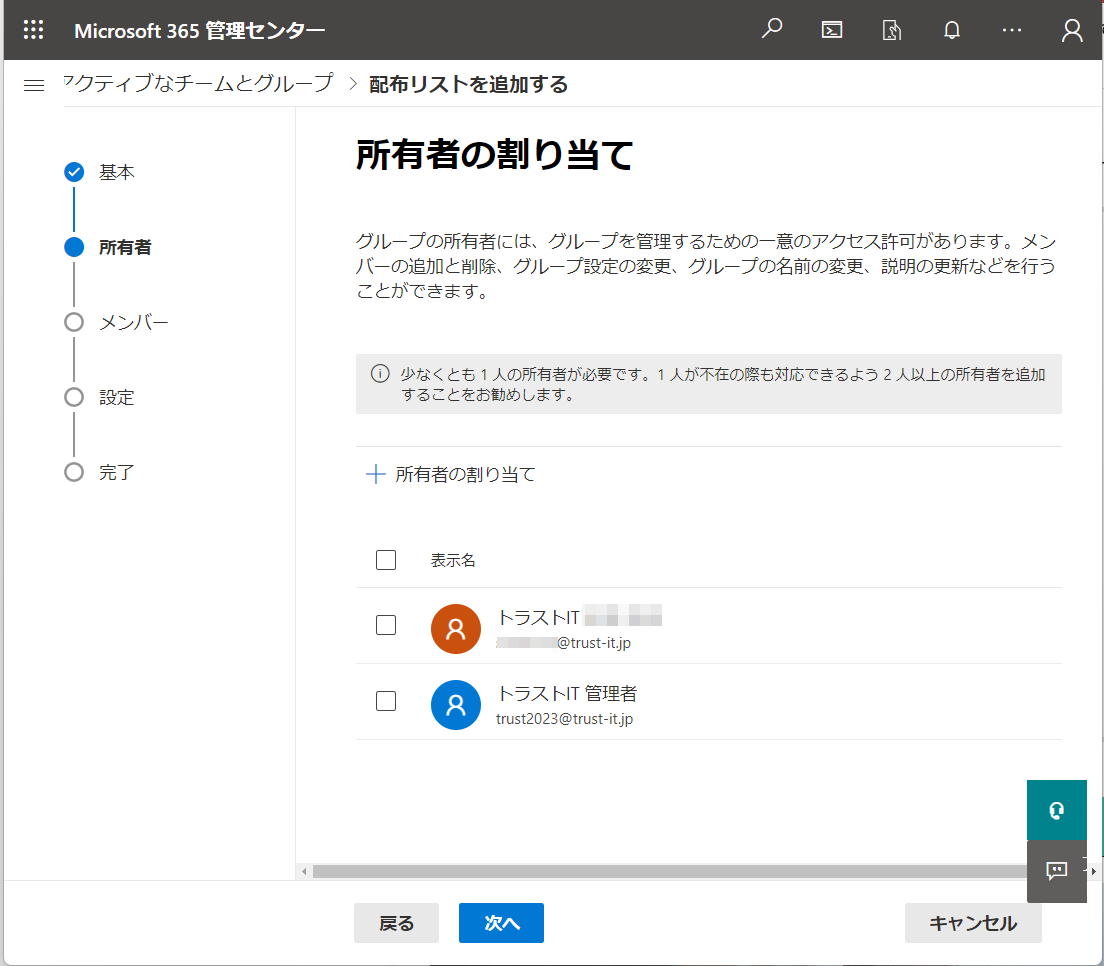 Microsoft 365 管理センター
アクティブなチームとグループ > 配布リストを追加する
基本
所有者
メンバー
設定
完了
所有者の割り当て
グループの所有者には、グループを管理するための一意のアクセス許可があります。メン
バーの追加と削除、グループ設定の変更、グループの名前の変更、説明の更新などを行う
ことができます。
少なくとも 1 人の所有者が必要です。1 人が不在の際も対応できるよう 2 人以上の所有者を追加
することをお勧めします。
所有者の割り当て
表示名
トラストIT
@trust-it.jp
トラストIT 管理者
trust2023@trust-it.jp
戻る
次へ
キャンセル